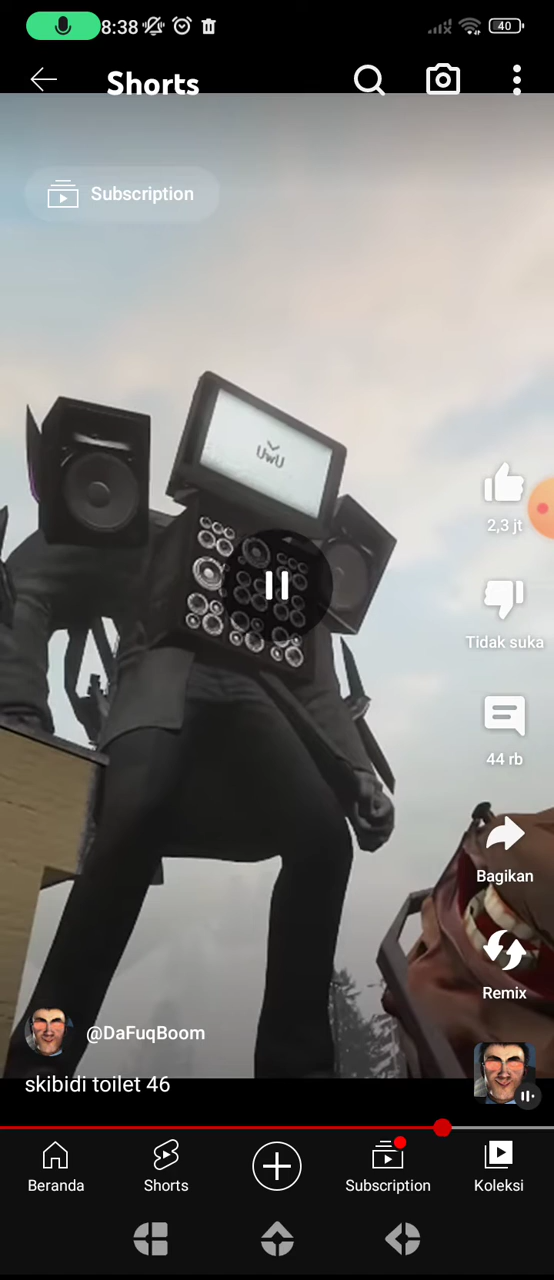 8:38
40
Shorts
Subscription
UwU
2,3 jt
Tidak suka
44 rb
Bagikan
Remix
@DaFuqBoom
skibidi toilet 46
Beranda
Shorts
Subscription
Koleksi